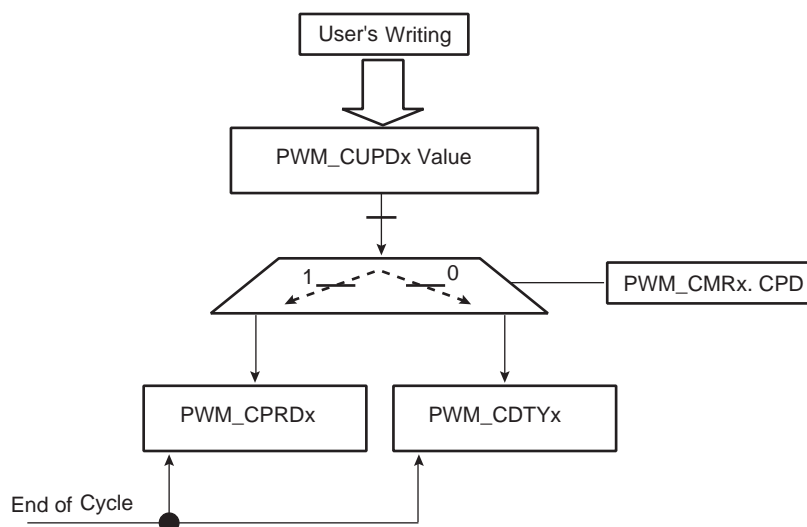 User's Writing
PWM_CUPDx Value
1
0
PWM_CMRx. CPD
PWM_CPRDx
PWM_CDTYx
End of Cycle